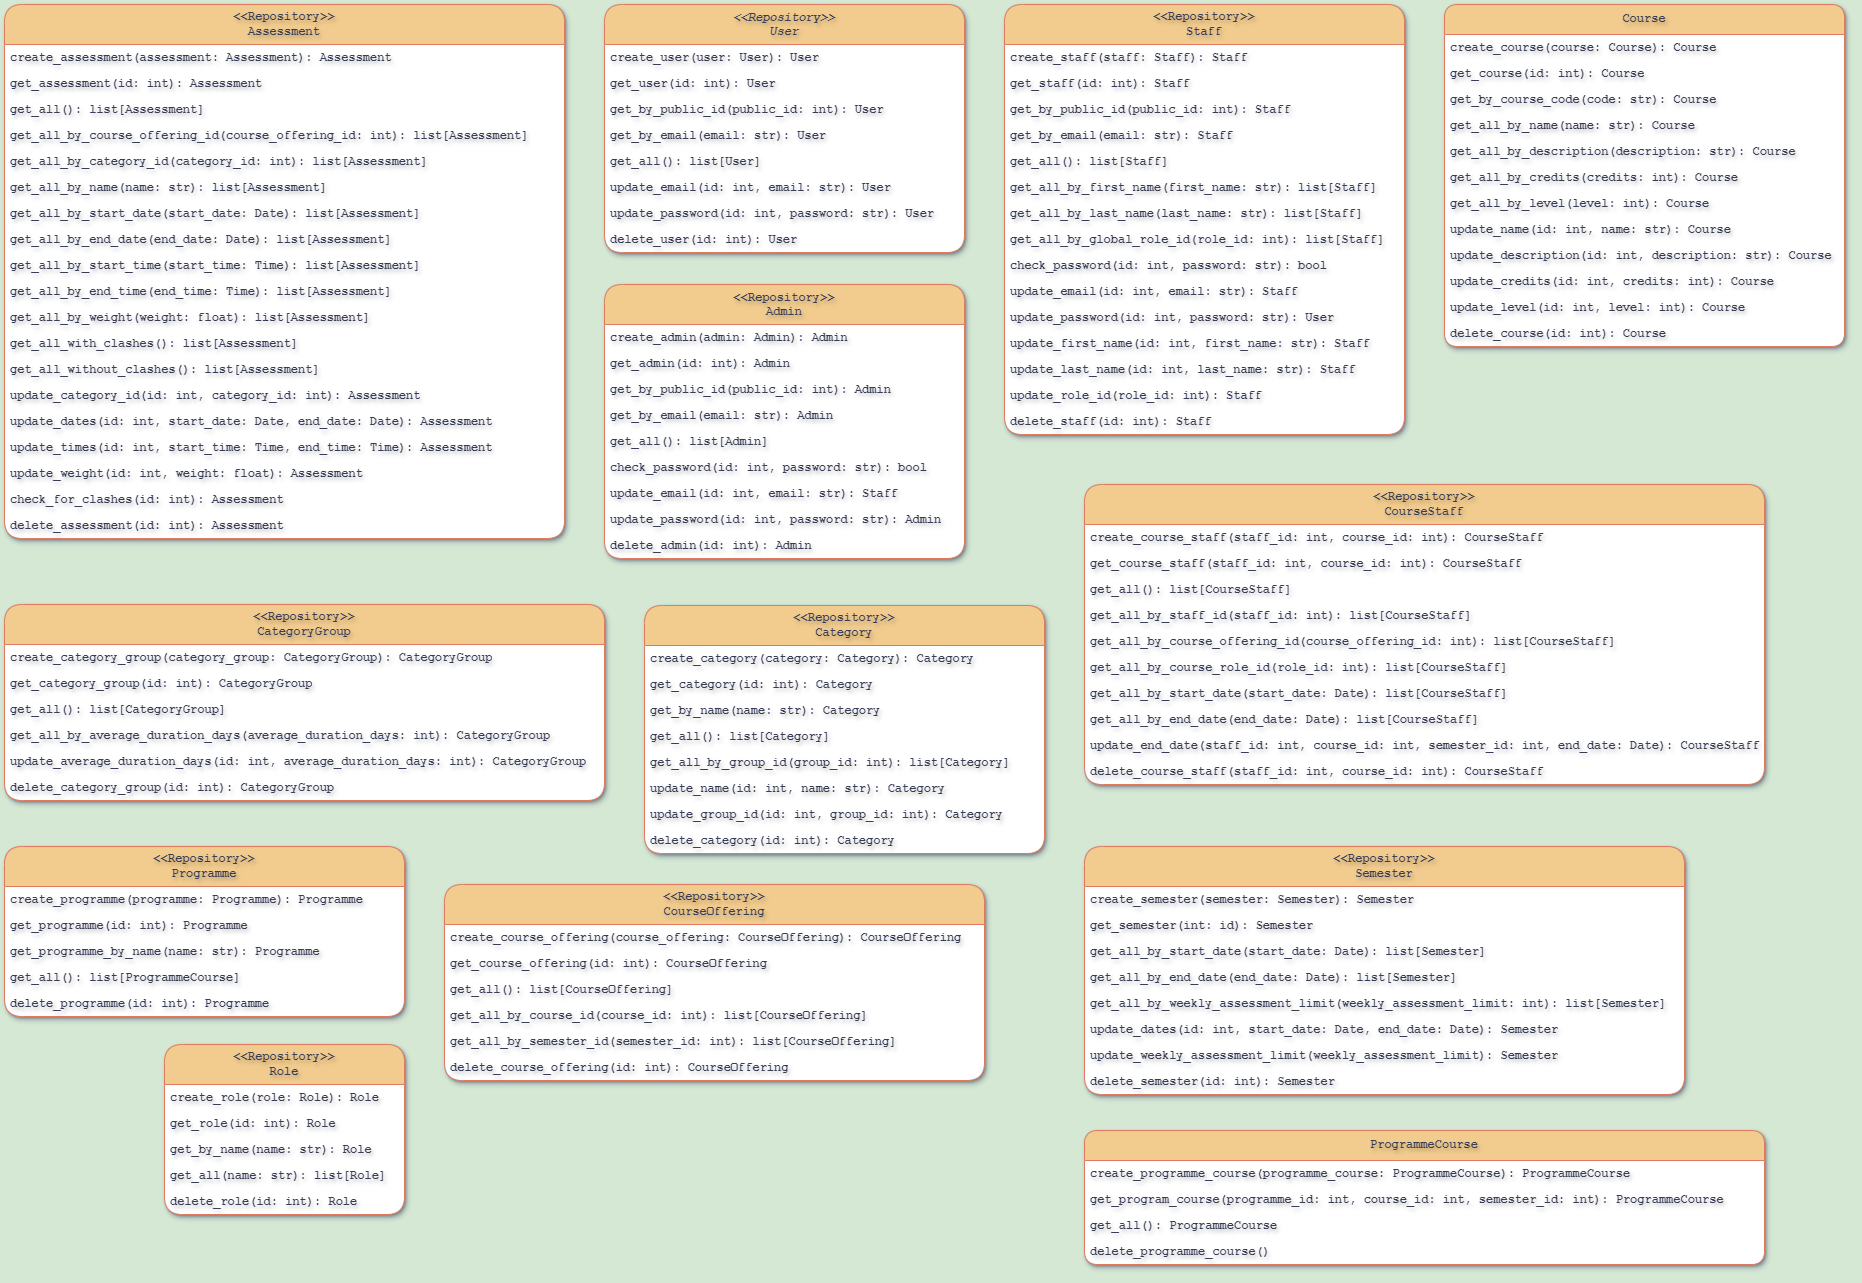 <<Repository>>
Assessment
create_assessment(assessment: Assessment): Assessment
get_assessment(id: int): Assessment
get_all(): list[Assessment]
get_all_by_course_offering_id(course_offering_id: int): list[Assessment]
get_all_by_category_id(category_id: int): list[Assessment]
get_all_by_name(name: str): list[Assessment]
get_all_by_start_date(start_date: Date): list[Assessment]
get_all_by_end_date(end_date: Date): list[Assessment]
get_all_by_start_time(start_time: Time): list[Assessment]
get_all_by_end_time(end_time: Time): list[Assessment]
get_all_by_weight(weight: float): list[Assessment]
get_all_with_clashes(): list[Assessment]
get_all_without_clashes(): list[Assessment]
update_category_id(id: int, category_id: int): Assessment
update_dates(id: int, start_date: Date, end_date: Date): Assessment
update_times(id: int, start_time: Time, end_time: Time): Assessment
update_weight(id: int, weight: float): Assessment
check_for_clashes(id: int): Assessment
delete_assessment(id: int): Assessment
<<Repository>>
User
create_user(user: User): User
get_user(id: int): User
get_by_public_id(public_id: int): User
get_by_email(email: str): User
get_all(): list[User]
update_email(id: int, email: str): User
update_password(id: int, password: str): User
delete_user(id: int): User
<<Repository>>
Admin
create_admin(admin: Admin): Admin
get_admin(id: int): Admin
get_by_public_id(public_id: int): Admin
get_by_email(email: str): Admin
get_all(): list[Admin]
check_password(id: int, password: str): bool
update_email(id: int, email: str): Staff
update_password(id: int, password: str): Admin
delete_admin(id: int): Admin
<<Repository>>
Staff
create_staff(staff: Staff): Staff
get_staff(id: int): Staff
get_by_public_id(public_id: int): Staff
get_by_email(email: str): Staff
get_all(): list[Staff]
get_all_by_first_name(first_name: str): list[Staff]
get_all_by_last_name(last_name: str): list[Staff]
get_all_by_global_role_id(role_id: int): list[Staff]
check_password(id: int, password: str): bool
update_email(id: int, email: str): Staff
update_password(id: int, password: str): User
update_first_name(id: int, first_name: str): Staff
update_last_name(id: int, last_name: str): Staff
update_role_id(role_id: int): Staff
delete_staff(id: int): Staff
Course
create_course(course: Course): Course
get_course(id: int): Course
get_by_course_code(code: str): Course
get_all_by_name(name: str): Course
get_all_by_description(description: str): Course
get_all_by_credits(credits: int): Course
get_all_by_level(level: int): Course
update_name(id: int, name: str): Course
update_description(id: int, description: str): Course
update_credits(id: int, credits: int): Course
update_level(id: int, level: int): Course
delete_course(id: int): Course
<<Repository>>
CourseStaff
create_course_staff(staff_id: int, course_id: int): CourseStaff
get_course_staff(staff_id: int, course_id: int): CourseStaff
get_all(): list[CourseStaff]
get_all_by_staff_id(staff_id: int): list[CourseStaff]
get_all_by_course_offering_id(course_offering_id: int): list[CourseStaff]
get_all_by_course_role_id(role_id: int): list[CourseStaff]
get_all_by_start_date(start_date: Date): list[CourseStaff]
get_all_by_end_date(end_date: Date): list[CourseStaff]
update_end_date(staff_id: int, course_id: int, semester_id: int, end_date: Date): CourseStaff
delete_course_staff(staff_id: int, course_id: int): CourseStaff
<<Repository>>
CategoryGroup
create_category_group(category_group: CategoryGroup): CategoryGroup
get_category_group(id: int): CategoryGroup
get_all(): list[CategoryGroup]
get_all_by_average_duration_days(average_duration_days: int): CategoryGroup
update_average_duration_days(id: int, average_duration_days: int): CategoryGroup
delete_category_group(id: int): CategoryGroup
<<Repository>>
Category
create_category(category: Category): Category
get_category(id: int): Category
get_by_name(name: str): Category
get_all(): list[Category]
get_all_by_group_id(group_id: int): list[Category]
update_name(id: int, name: str): Category
update_group_id(id: int, group_id: int): Category
delete_category(id: int): Category
<<Repository>>
Programme
create_programme(programme: Programme): Programme
get_programme(id: int): Programme
get_programme_by_name(name: str): Programme
get_all(): list[ProgrammeCourse]
delete_programme(id: int): Programme
<<Repository>>
CourseOffering
create_course_offering(course_offering: CourseOffering): CourseOffering
get_course_offering(id: int): CourseOffering
get_all(): list[CourseOffering]
get_all_by_course_id(course_id: int): list[CourseOffering]
get_all_by_semester_id(semester_id: int): list[CourseOffering]
delete_course_offering(id: int): CourseOffering
<<Repository>>
Semester
create_semester(semester: Semester): Semester
get_semester(int: id): Semester
get_all_by_start_date(start_date: Date): list[Semester]
get_all_by_end_date(end_date: Date): list[Semester]
get_all_by_weekly_assessment_limit(weekly_assessment_limit: int): list[Semester]
update_dates(id: int, start_date: Date, end_date: Date): Semester
update_weekly_assessment_limit(weekly_assessment_limit): Semester
delete_semester(id: int): Semester
<<Repository>>
Role
create_role(role: Role): Role
get_role(id: int): Role
get_by_name(name: str): Role
get_all(name: str): list[Role]
delete_role(id: int): Role
ProgrammeCourse
create_programme_course(programme_course: ProgrammeCourse): ProgrammeCourse
get_program_course(programme_id: int, course_id: int, semester_id: int): ProgrammeCourse
get_all(): ProgrammeCourse
delete_programme_course()